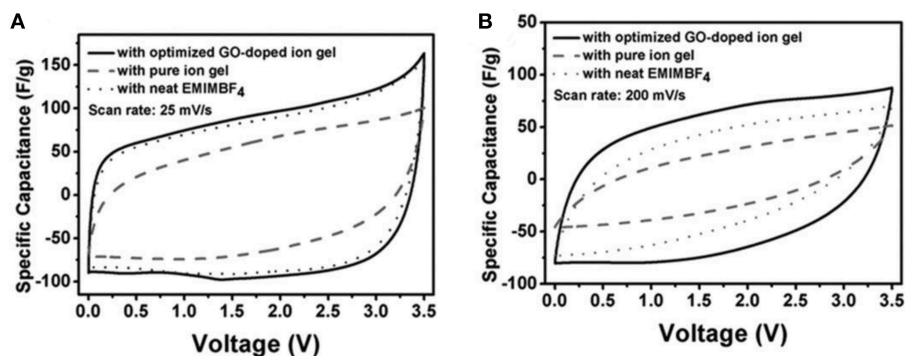 A
with optimized GO-doped ion gel
with pure ion gel
with neat EMIMBF4
Scan rate: 25 mV/s
Specific Capacitance (F/g)
150
100
50
0
-50
-100
0.0 0.5 1.0 1.5 2.0 2.5 3.0 3.5
Voltage (V)
B
with optimized GO-doped ion gel
with pure ion gel
with neat EMIMBF4
Scan rate: 200 mV/s
Specific Capacitance (F/g)
50
100
50
0
-50
-100
0.0 0.5 1.0 1.5 2.0 2.5 3.0 3.5
Voltage (V)